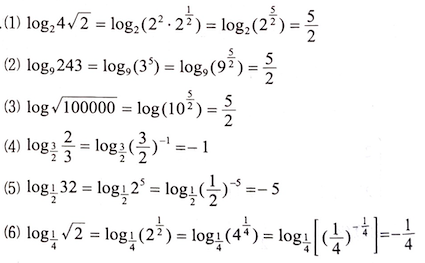 (1) log₂4√2 = log₂(2² · 2^(1/2)) = log₂(2^(5/2)) = 5/2
(2) log₉243 = log₉(3⁵) = log₉(9^(5/2)) = 5/2
(3) log√100000 = log(10^(5/2)) = 5/2
(4) log_(3/2) 2/3 = log_(3/2) (3/2)⁻¹ = −1
(5) log_(1/2) 32 = log_(1/2) 2⁵ = log_(1/2) (1/2)⁻⁵ = −5
(6) log_(1/4) √2 = log_(1/4) (2^(1/2)) = log_(1/4) (4^(1/4)) = log_(1/4) [(1/4)^(−1/4)] = −1/4